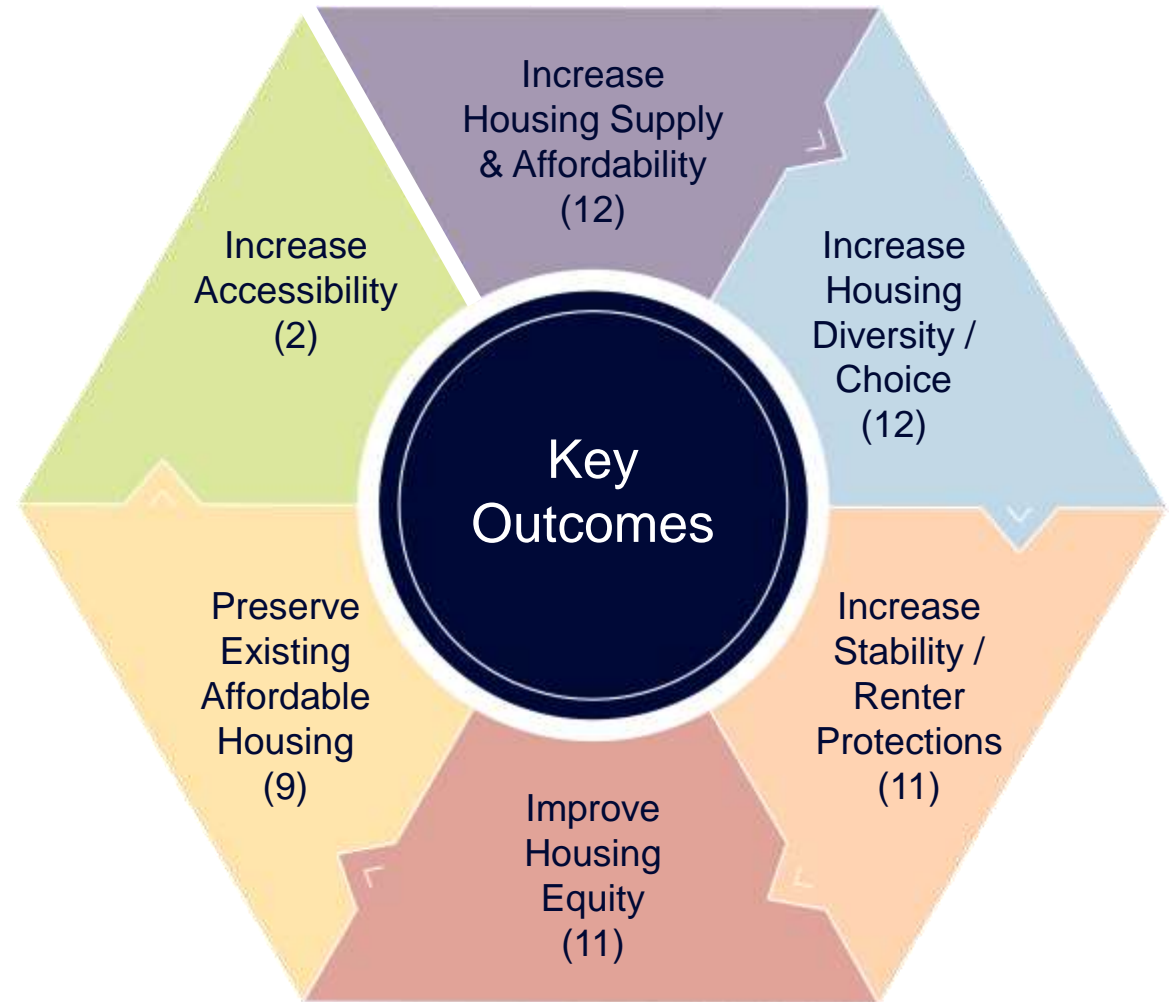 Increase
Housing Supply
& Affordability
(12)
Increase
Housing
Diversity /
Choice
(12)
Increase
Stability /
Renter
Protections
(11)
Improve
Housing
Equity
(11)
Preserve
Existing
Affordable
Housing
(9)
Increase
Accessibility
(2)
Key
Outcomes